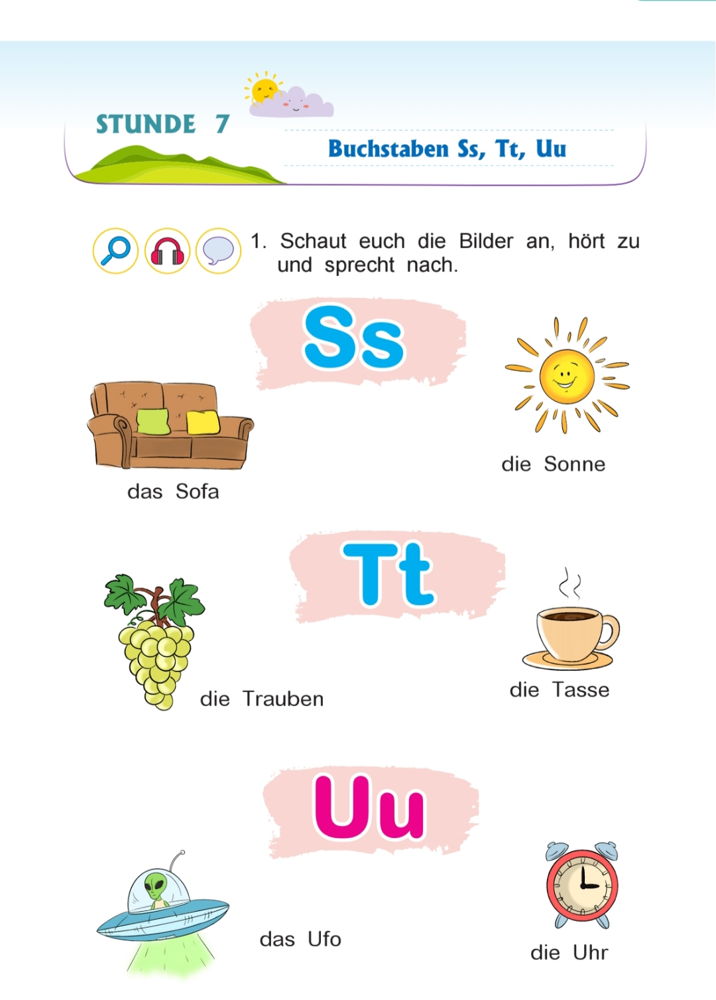 STUNDE 7
Buchstaben Ss, Tt, Uu
1. Schaut euch die Bilder an, hört zu
und sprecht nach.
Ss
die Sonne
das Sofa
Tt
die Tasse
die Trauben
Uu
das Ufo
die Uhr